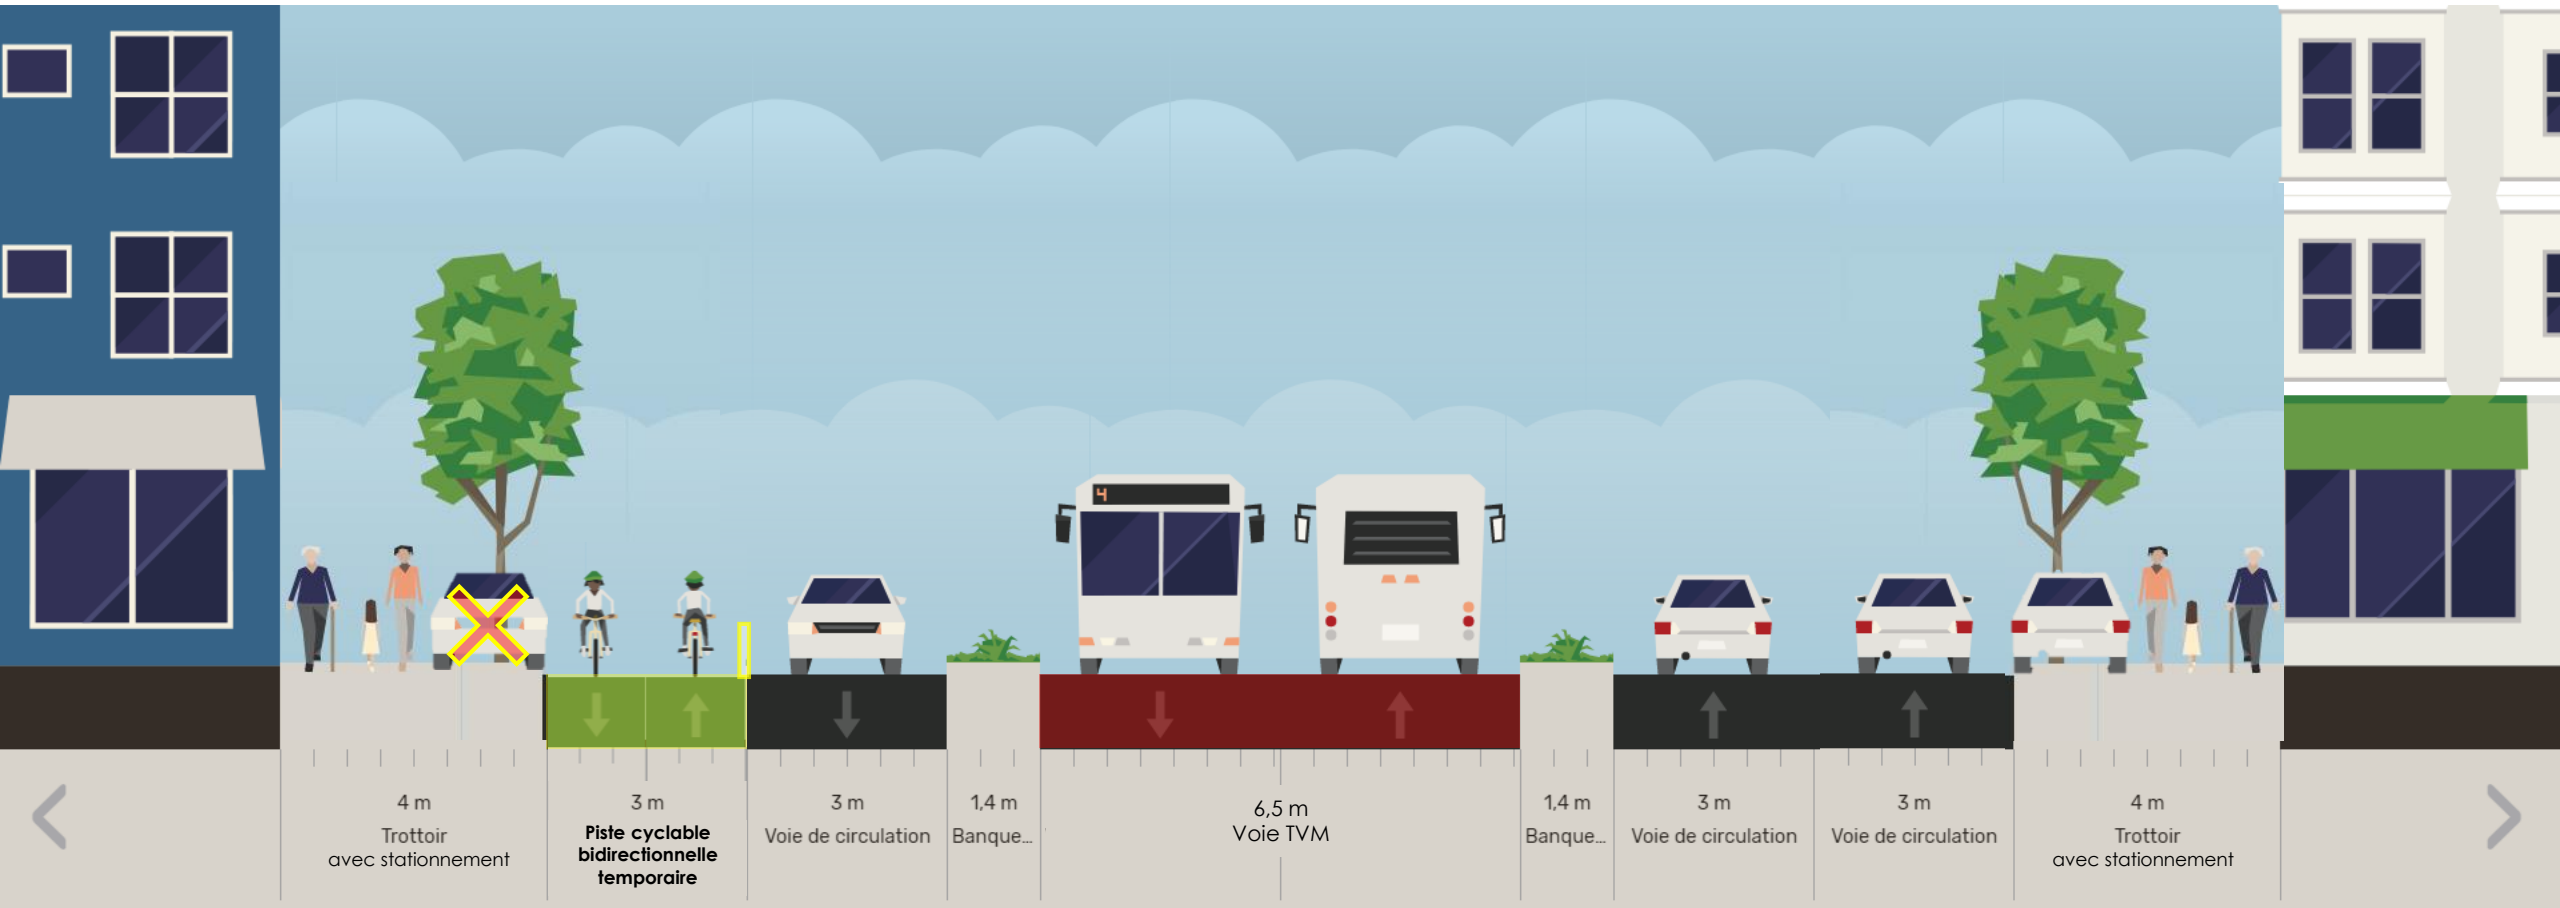 4
4 m
Trottoir
avec stationnement
3 m
Piste cyclable
bidirectionnelle
temporaire
3 m
Voie de circulation
1,4 m
Banque...
6,5 m
Voie TVM
1,4 m
Banque...
3 m
Voie de circulation
3 m
Voie de circulation
4 m
Trottoir
avec stationnement